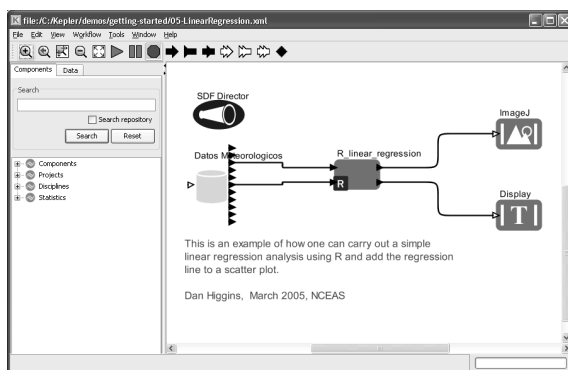 file:/C:/Kepler/demos/getting-started/05-LinearRegression.xml
File Edit View Workflow Tools Window Help
Components Data
Search
Search repository
Search Reset
Components
Projects
Disciplines
Statistics
SDF Director
ImageJ
Datos Meteorologicos
R_linear_regression
R
Display
T
This is an example of how one can carry out a simple
linear regression analysis using R and add the regression
line to a scatter plot.
Dan Higgins, March 2005, NCEAS